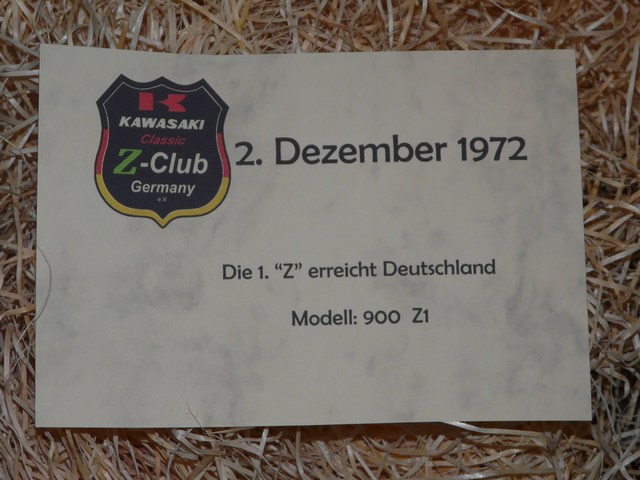 K
KAWASAKI
Classic
Z-Club
Germany
e.V.
2. Dezember 1972
Die 1. “Z” erreicht Deutschland
Modell: 900 Z1